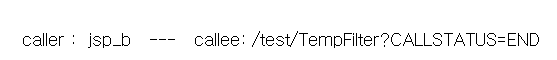 caller : jsp_b --- callee: /test/TempFilter?CALLSTATUS=END